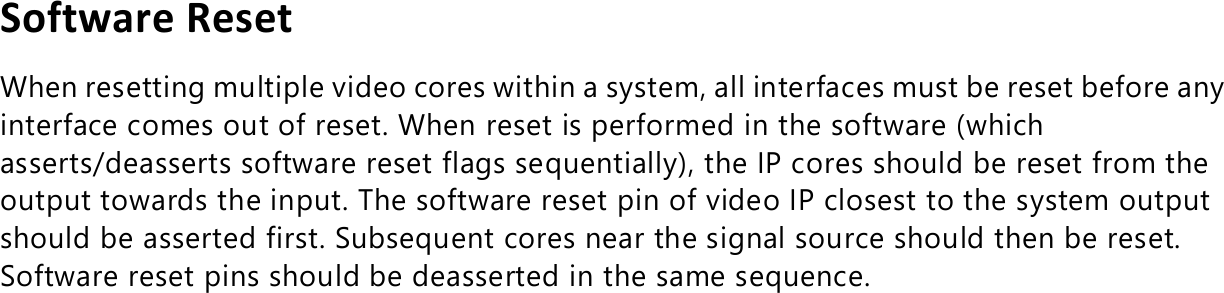 Software Reset
When resetting multiple video cores within a system, all interfaces must be reset before any
interface comes out of reset. When reset is performed in the software (which
asserts/deasserts software reset flags sequentially), the IP cores should be reset from the
output towards the input. The software reset pin of video IP closest to the system output
should be asserted first. Subsequent cores near the signal source should then be reset.
Software reset pins should be deasserted in the same sequence.